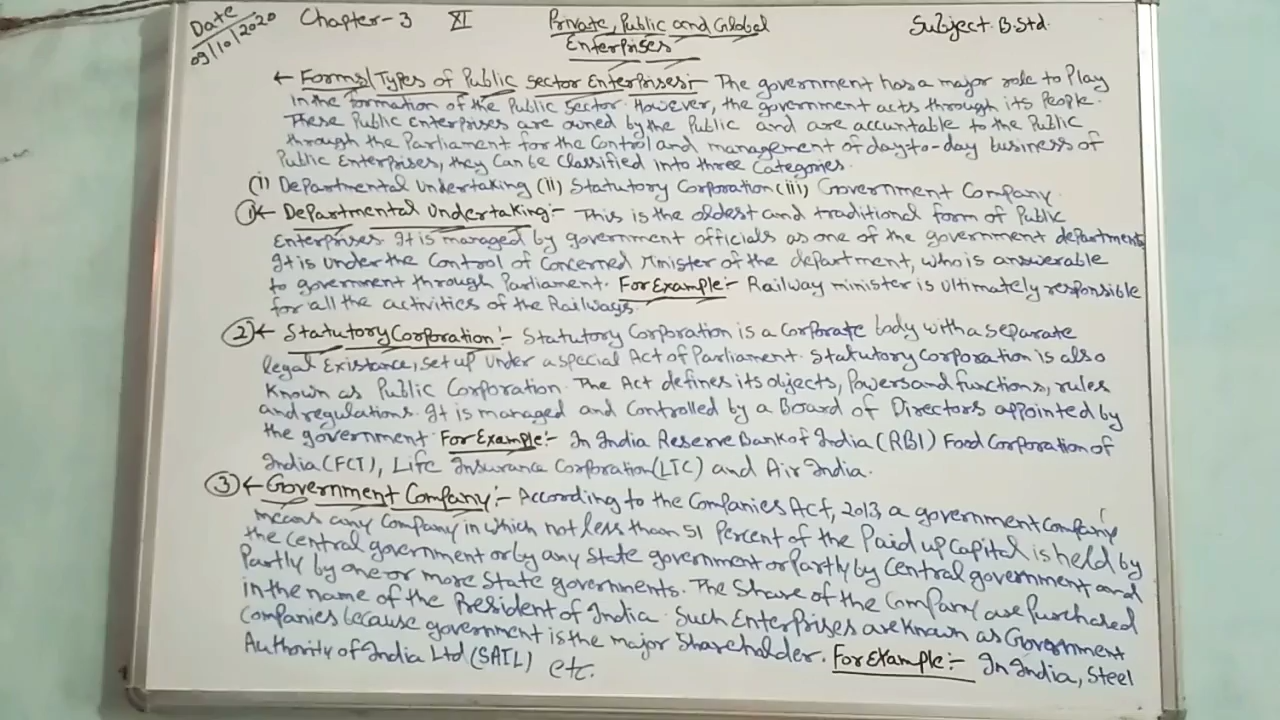 Date 09/10/2020
Chapter-3 XI Private, Public and Global Enterprises Subject. B.Std.
← Forms/Types of Public Sector Enterprises:- The government has a major role to Play
in the formation of the Public Sector. However, the government acts through its People.
These Public Enterprises are owned by the Public and are accuntable to the Public
through the Parliament for the Control and management of day-to-day business of
Public Enterprises, they Can be Classified into three Categories.
(i) Departmental Undertaking (ii) Statutory Corporation (iii) Government Company.
①← Departmental Undertaking:- This is the oldest and traditional form of Public
Enterprises. It is managed by government officials as one of the government departments
It is under the Control of Concerned Minister of the department, who is answerable
to government through Parliament. For Example:- Railway minister is ultimately responsible
for all the activities of the Railways.
②← Statutory Corporation:- Statutory Corporation is a Corporate body with a separate
legal Existance, set up under a special Act of Parliament. Statutory Corporation is also
Known as Public Corporation. The Act defines its objects, Powers and functions, rules
and regulations. It is managed and Controlled by a Board of Directors appointed by
the government. For Example:- In India Reserve Bank of India (RBI) Food Corporation of
India (FCI), Life Insurance Corporation (LIC) and Air India.
③← Government Company:- According to the Companies Act, 2013, a government Company
means any Company in which not less than 51 Percent of the Paid up Capital is held by
the Central government or by any State government or Partly by Central government and
Partly by one or more State governments. The Share of the Company are Purchased
in the name of the President of India. Such Enterprises are Known as Government
Companies because government is the major Shareholder. For Example:- In India, Steel
Authority of India Ltd (SAIL) etc.